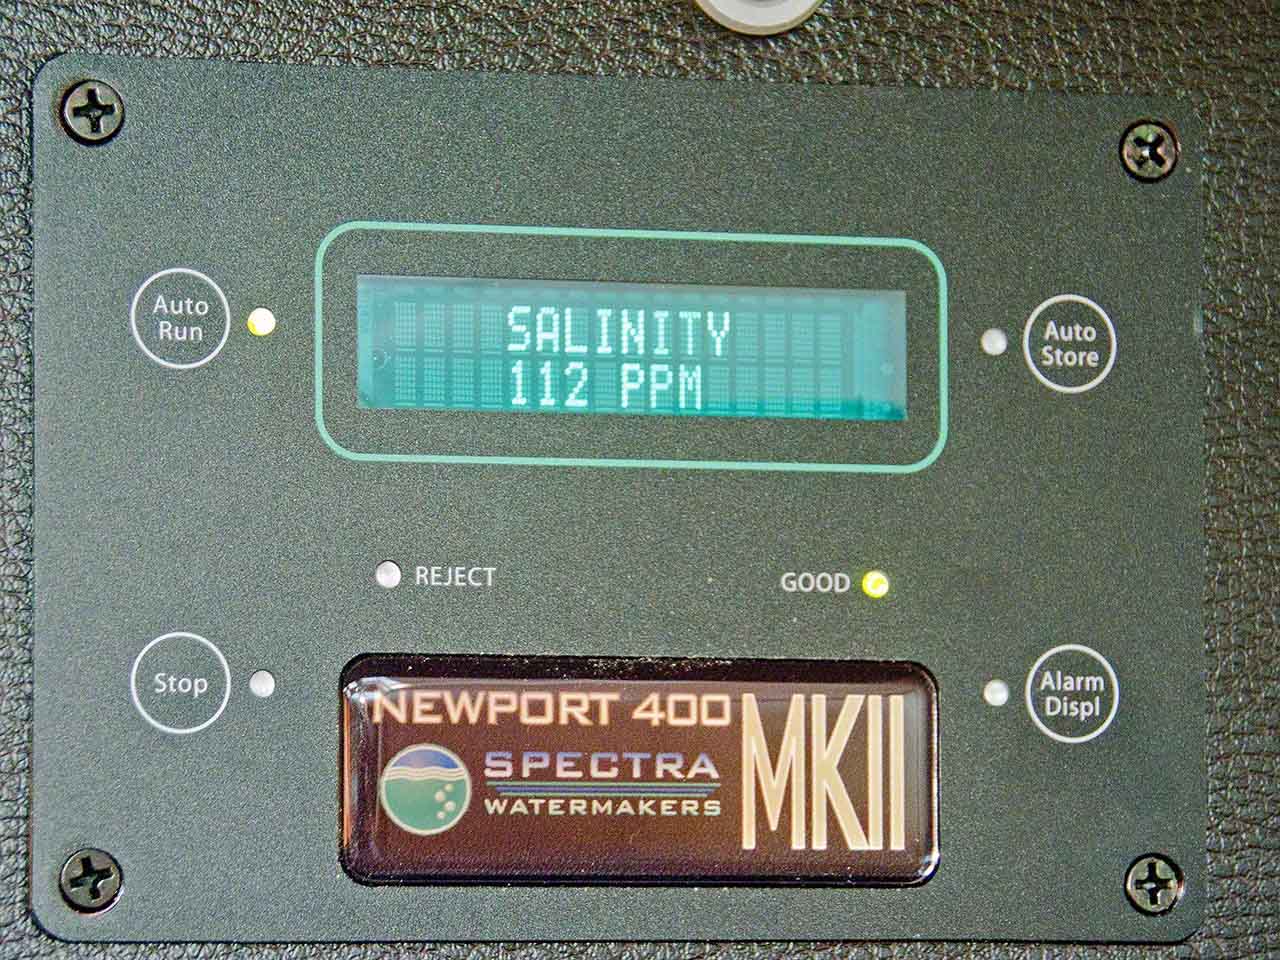 Auto
Run
SALINITY
112 PPM
Auto
Store
REJECT
GOOD
Stop
Alarm
Displ
NEWPORT 400
SPECTRA
WATERMAKERS
MKII